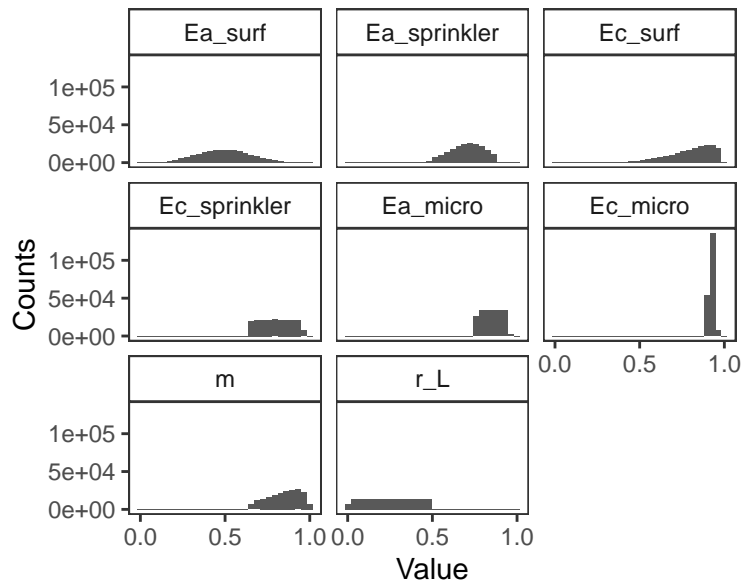 Ea_surf Ea_sprinkler Ec_surf
1e+05
5e+04
0e+00
Ec_sprinkler Ea_micro Ec_micro
1e+05
5e+04
0e+00
0.0 0.5 1.0
m r_L
1e+05
5e+04
0e+00
0.0 0.5 1.0 0.0 0.5 1.0
Counts
Value